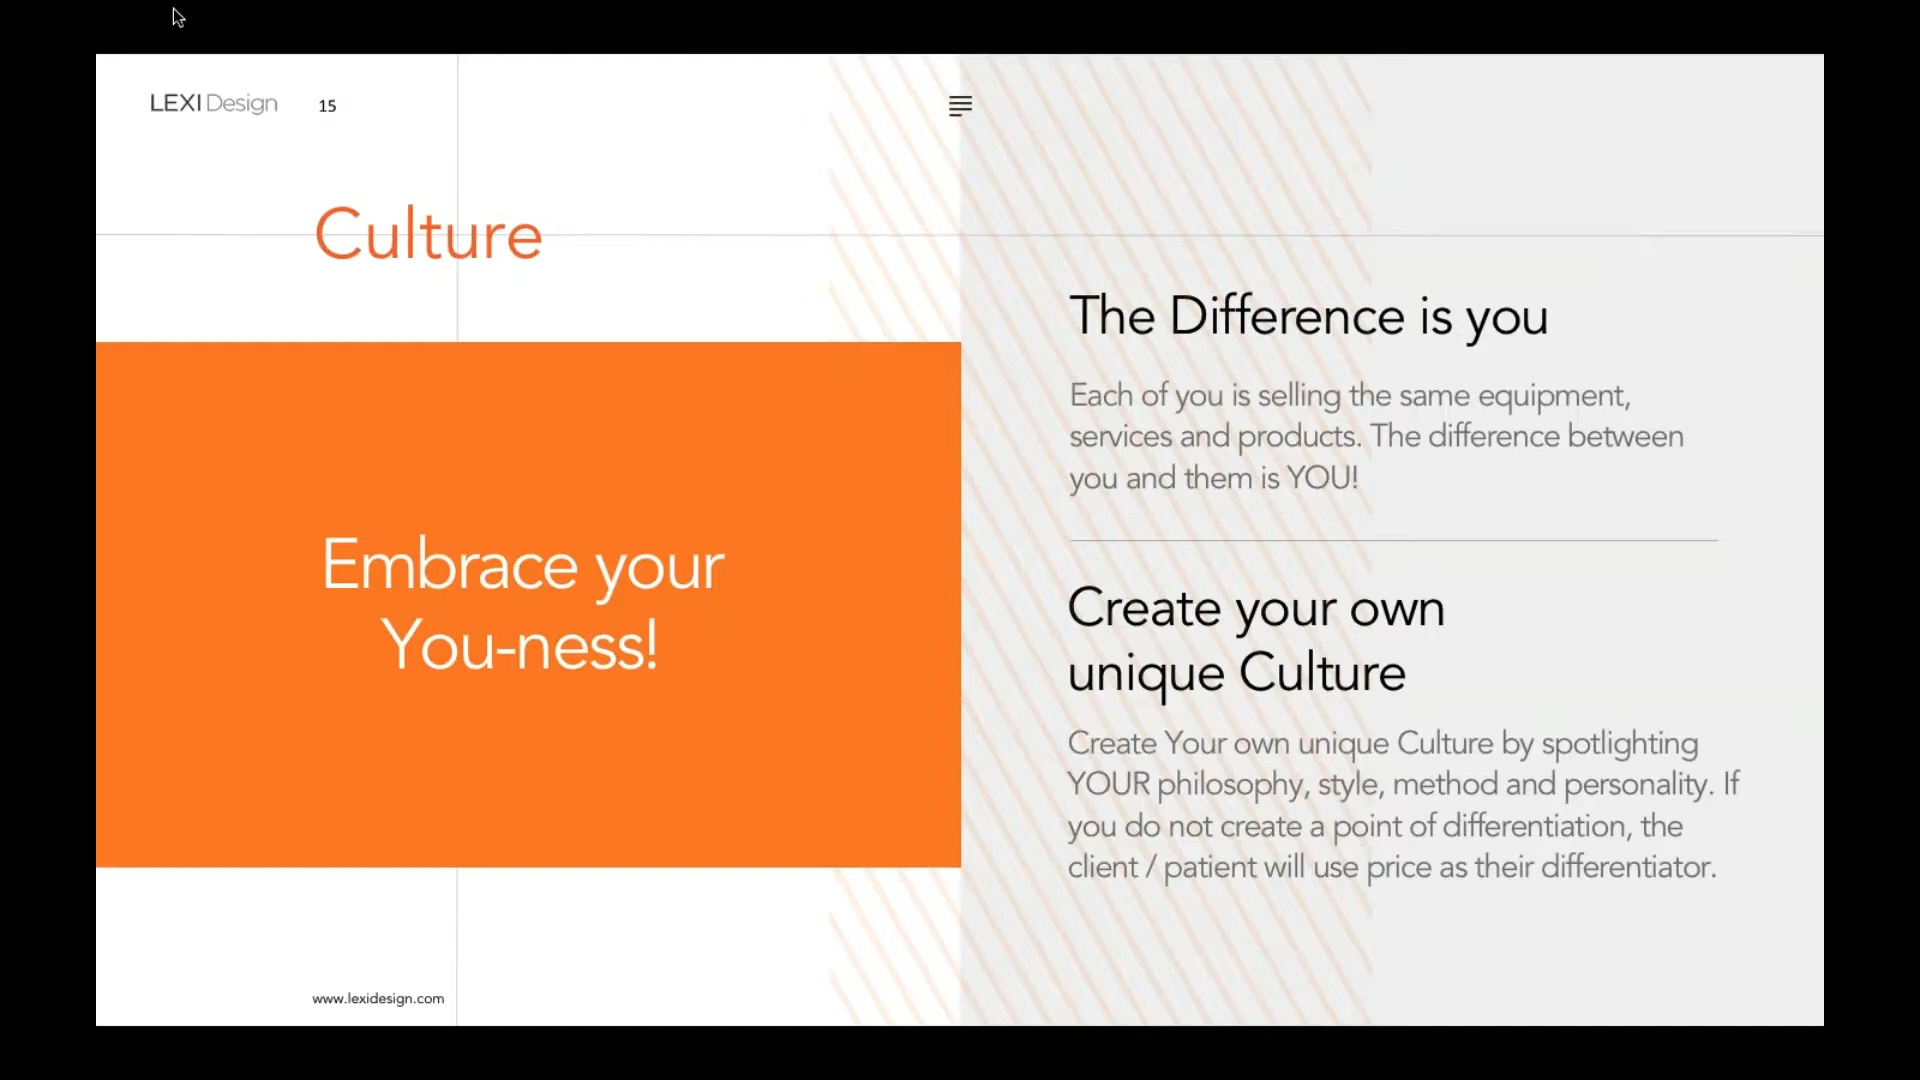 LEXI Design 15
Culture
Embrace your
You-ness!
www.lexidesign.com
The Difference is you
Each of you is selling the same equipment,
services and products. The difference between
you and them is YOU!
Create your own
unique Culture
Create Your own unique Culture by spotlighting
YOUR philosophy, style, method and personality. If
you do not create a point of differentiation, the
client / patient will use price as their differentiator.